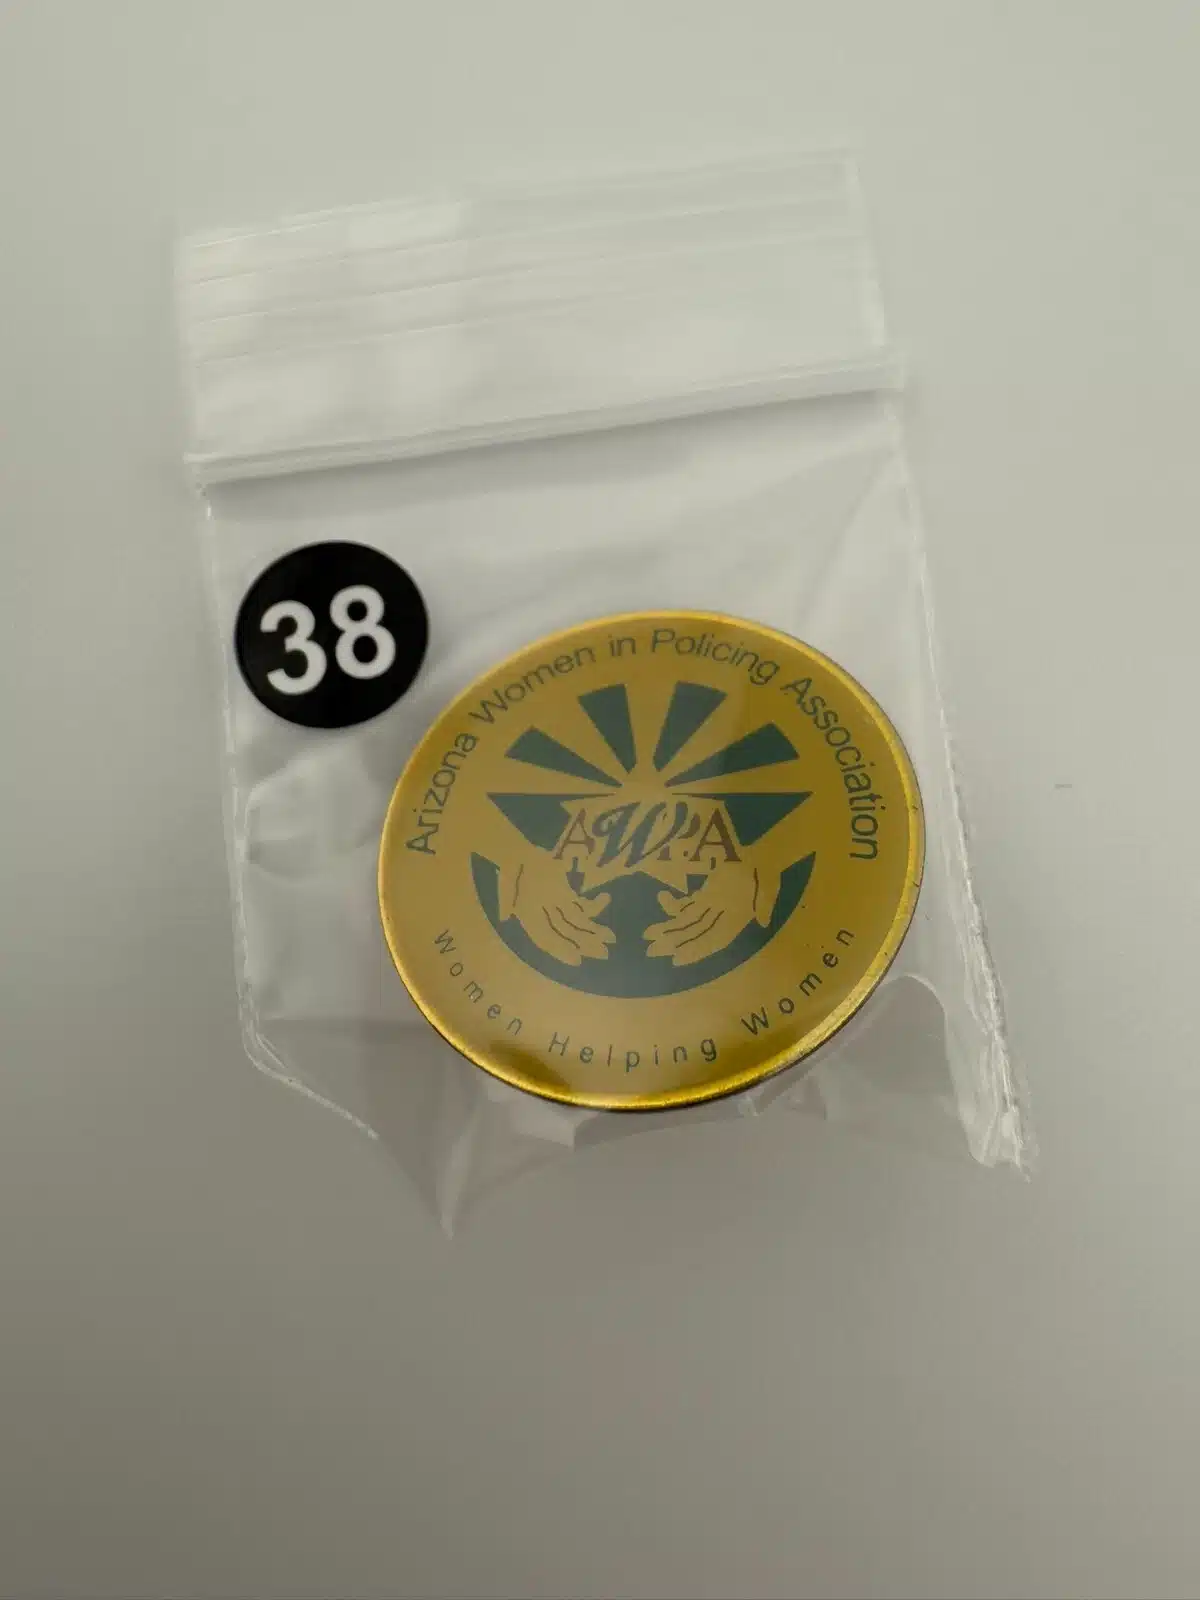 38
Arizona Women in Policing Association
AWPA
Women Helping Women